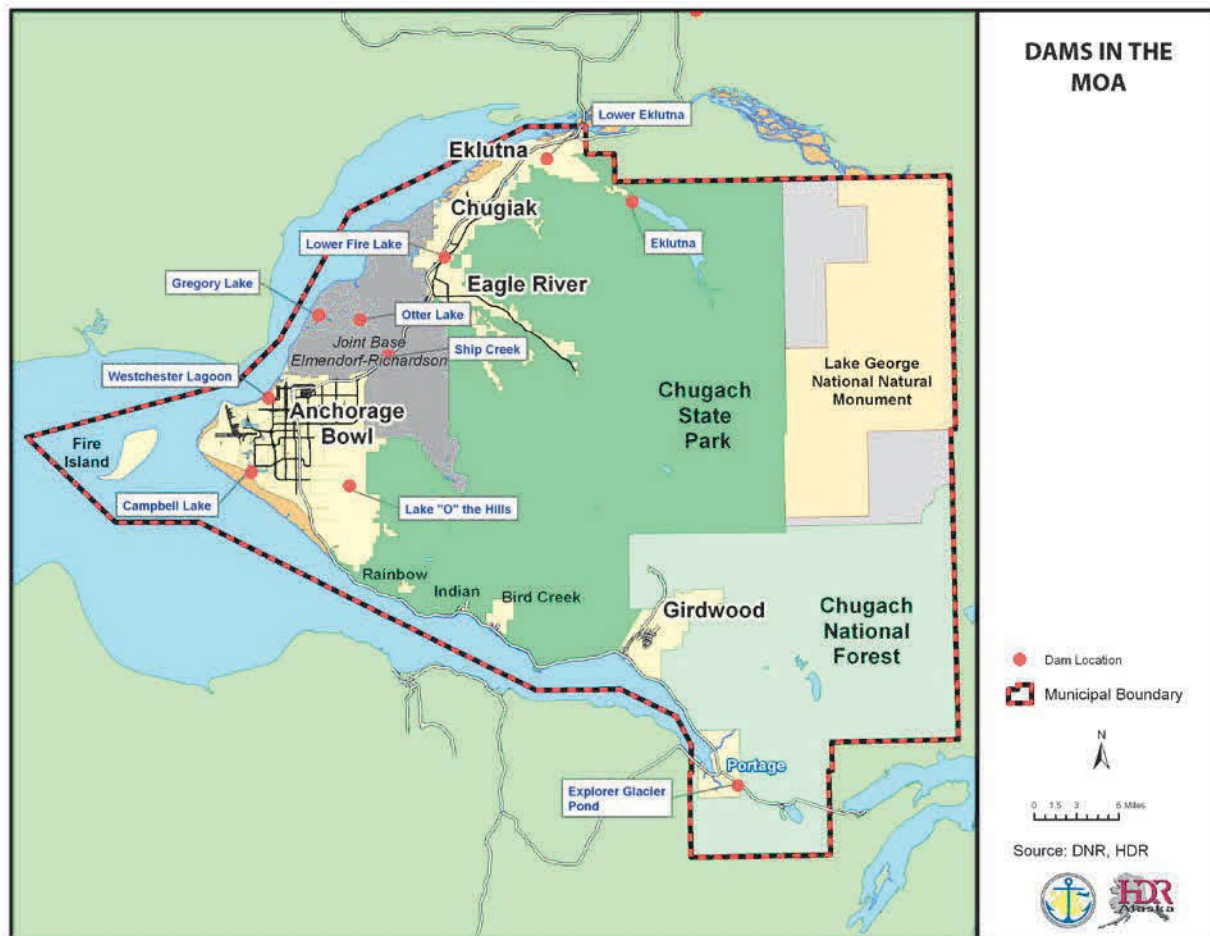 DAMS IN THE
MOA
Lower Eklutna
Eklutna
Chugiak
Lower Fire Lake
Eklutna
Eagle River
Gregory Lake
Otter Lake
Joint Base
Elmendorf-Richardson
Ship Creek
Westchester Lagoon
Anchorage
Bowl
Lake George
National Natural
Monument
Chugach
State
Park
Fire
Island
Campbell Lake
Lake "O" the Hills
Rainbow
Indian
Bird Creek
Girdwood
Chugach
National
Forest
Portage
Explorer Glacier
Pond
Dam Location
Municipal Boundary
N
0 1.5 3 6 Miles
Source: DNR, HDR
HDR
Alaska